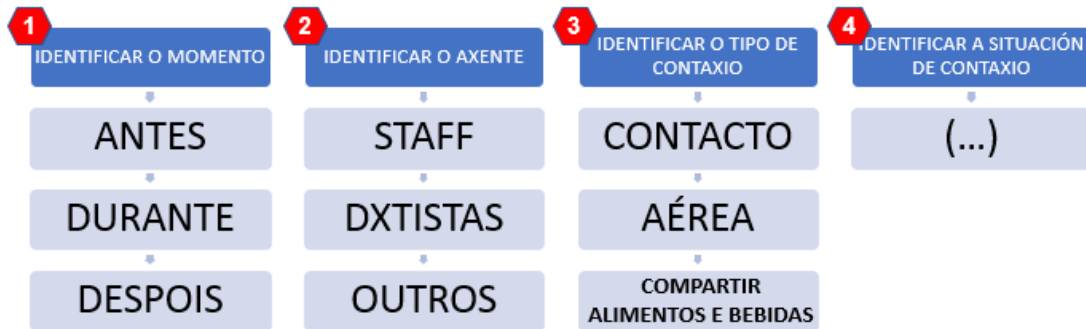 1
IDENTIFICAR O MOMENTO
ANTES
DURANTE
DESPOIS
2
IDENTIFICAR O AXENTE
STAFF
DXTISTAS
OUTROS
3
IDENTIFICAR O TIPO DE
CONTAXIO
CONTACTO
AÉREA
COMPARTIR
ALIMENTOS E BEBIDAS
4
IDENTIFICAR A SITUACIÓN
DE CONTAXIO
(...)